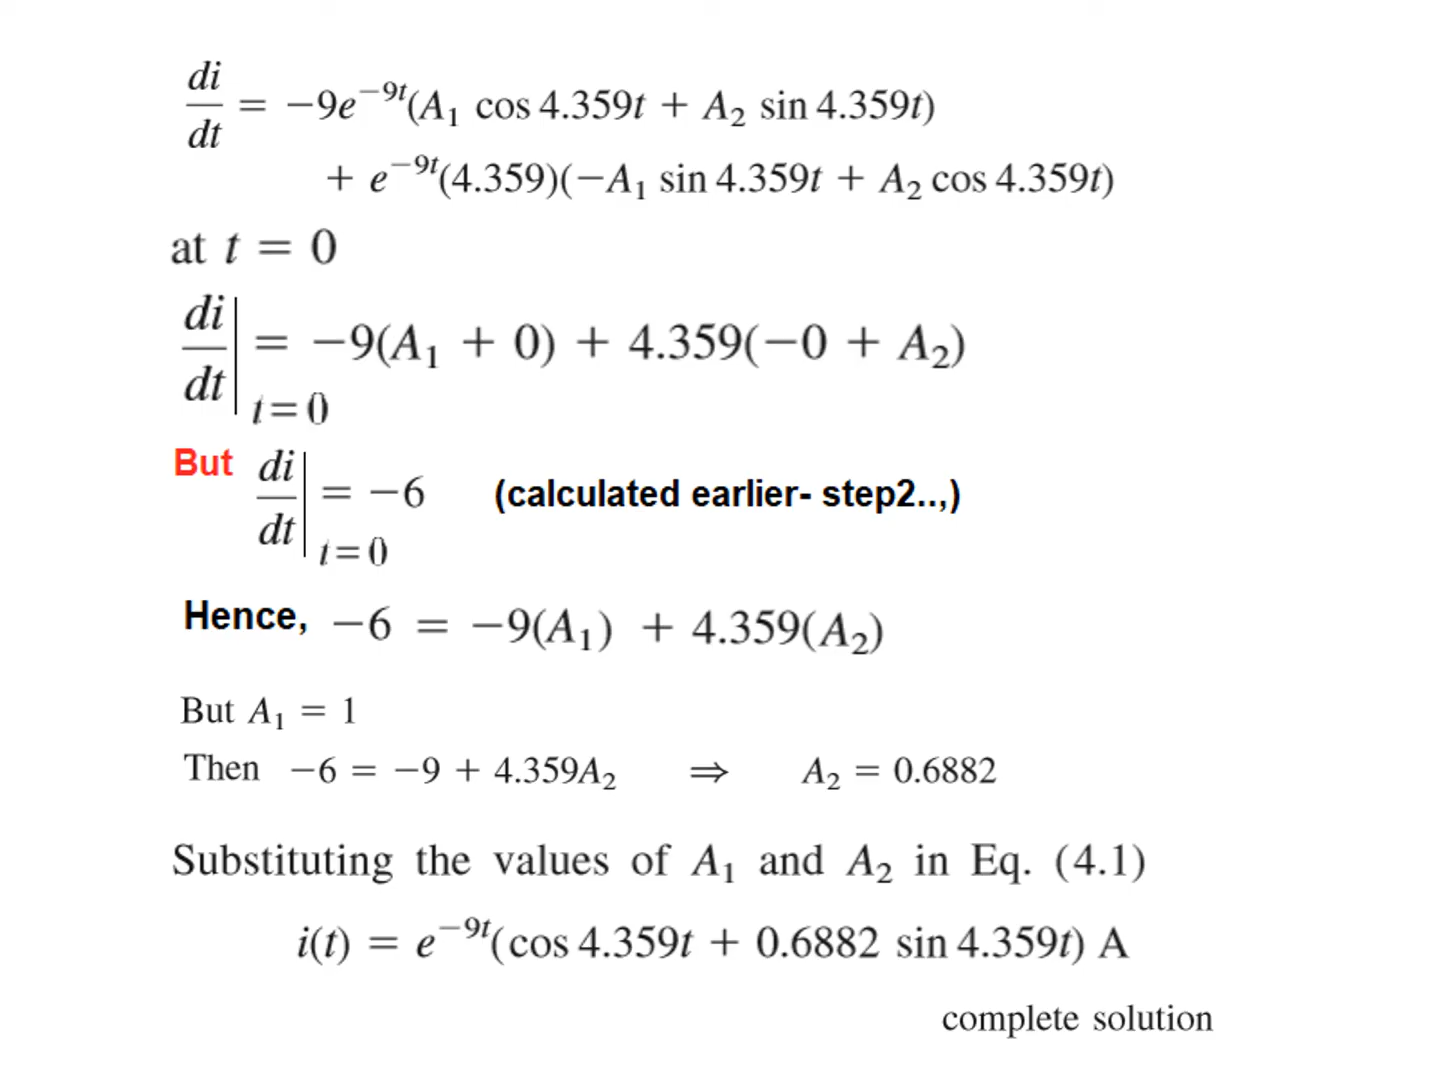 di/dt = −9e^{−9t}(A₁ cos 4.359t + A₂ sin 4.359t)
+ e^{−9t}(4.359)(−A₁ sin 4.359t + A₂ cos 4.359t)
at t = 0
di/dt|_{t=0} = −9(A₁ + 0) + 4.359(−0 + A₂)
But di/dt|_{t=0} = −6 (calculated earlier- step2..,)
Hence, −6 = −9(A₁) + 4.359(A₂)
But A₁ = 1
Then −6 = −9 + 4.359A₂ ⇒ A₂ = 0.6882
Substituting the values of A₁ and A₂ in Eq. (4.1)
i(t) = e^{−9t}(cos 4.359t + 0.6882 sin 4.359t) A
complete solution